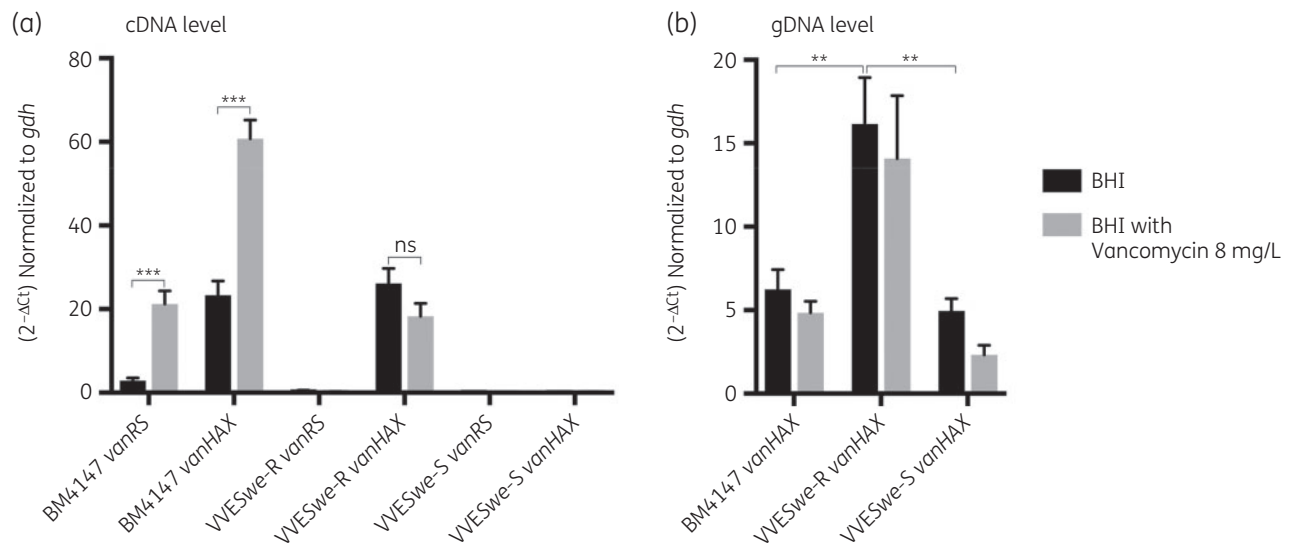 (a)
cDNA level
(2−ΔCt) Normalized to gdh
80
60
40
20
0
***
***
ns
BM4147 vanRS
BM4147 vanHAX
VVESwe-R vanRS
VVESwe-R vanHAX
VVESwe-S vanRS
VVESwe-S vanHAX
(b)
gDNA level
(2−ΔCt) Normalized to gdh
20
15
10
5
0
**
**
BM4147 vanHAX
VVESwe-R vanHAX
VVESwe-S vanHAX
BHI
BHI with
Vancomycin 8 mg/L